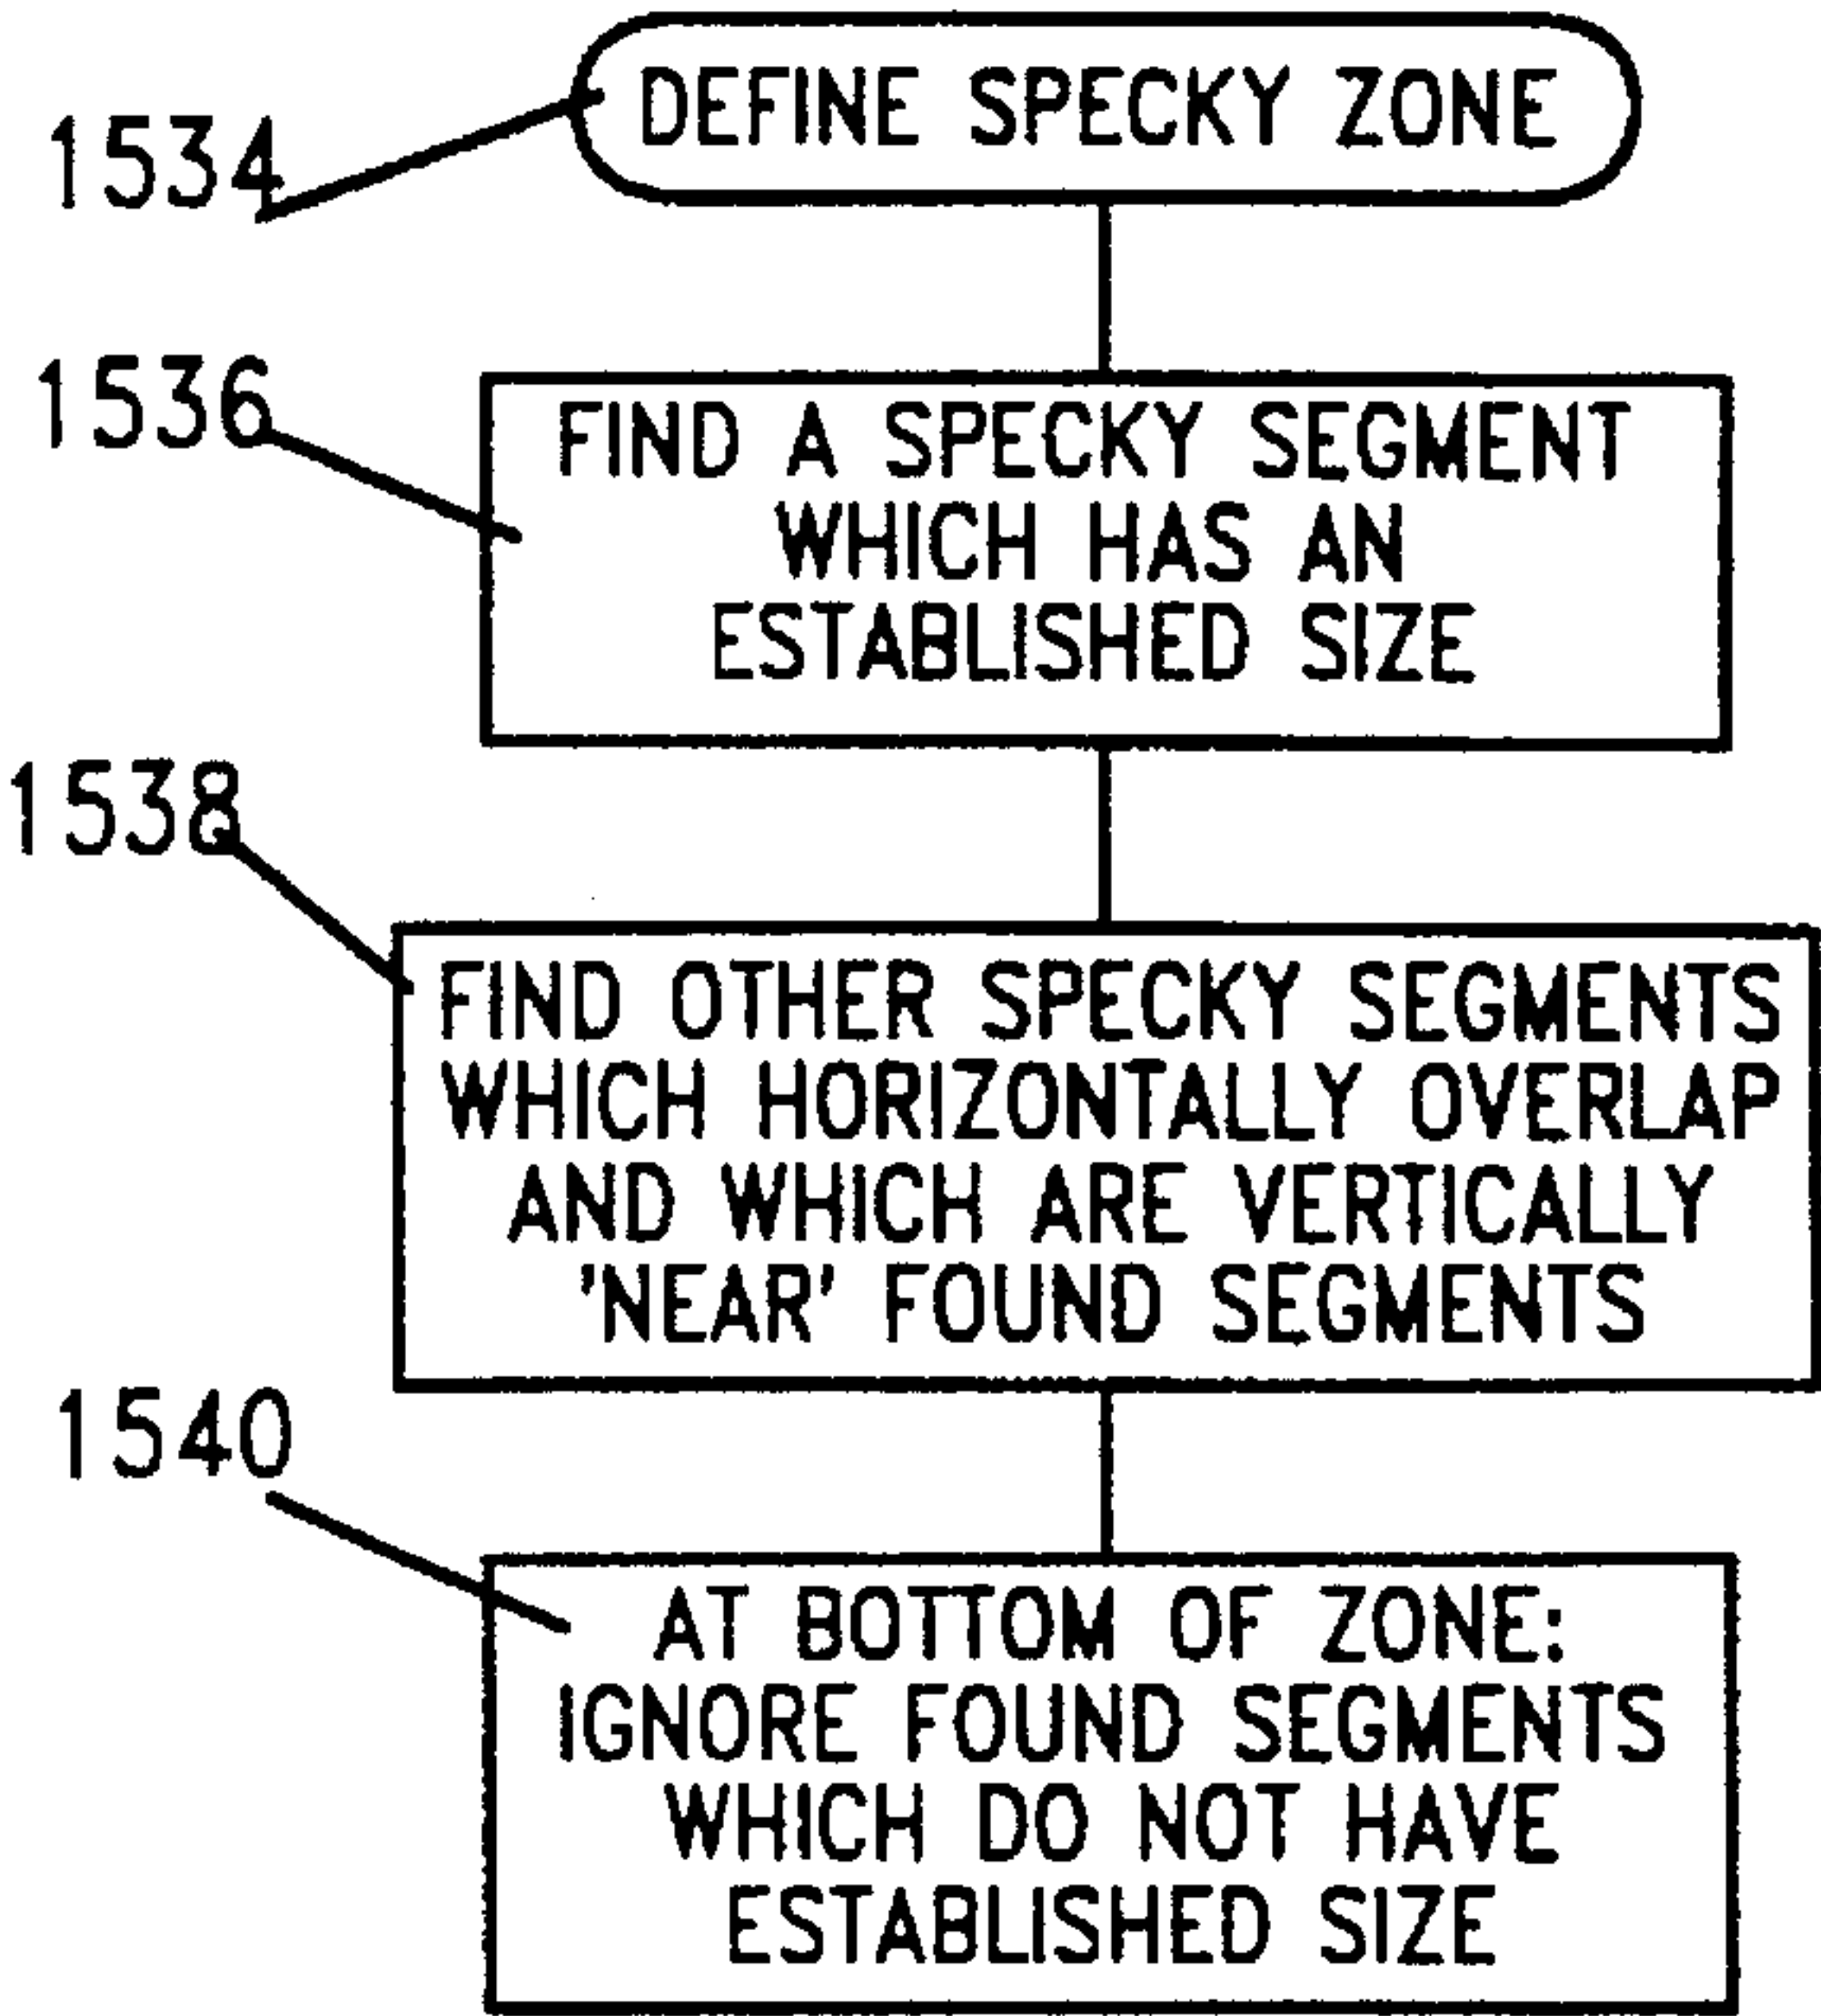 1534
DEFINE SPECKY ZONE
1536
FIND A SPECKY SEGMENT
WHICH HAS AN
ESTABLISHED SIZE
1538
FIND OTHER SPECKY SEGMENTS
WHICH HORIZONTALLY OVERLAP
AND WHICH ARE VERTICALLY
'NEAR' FOUND SEGMENTS
1540
AT BOTTOM OF ZONE:
IGNORE FOUND SEGMENTS
WHICH DO NOT HAVE
ESTABLISHED SIZE